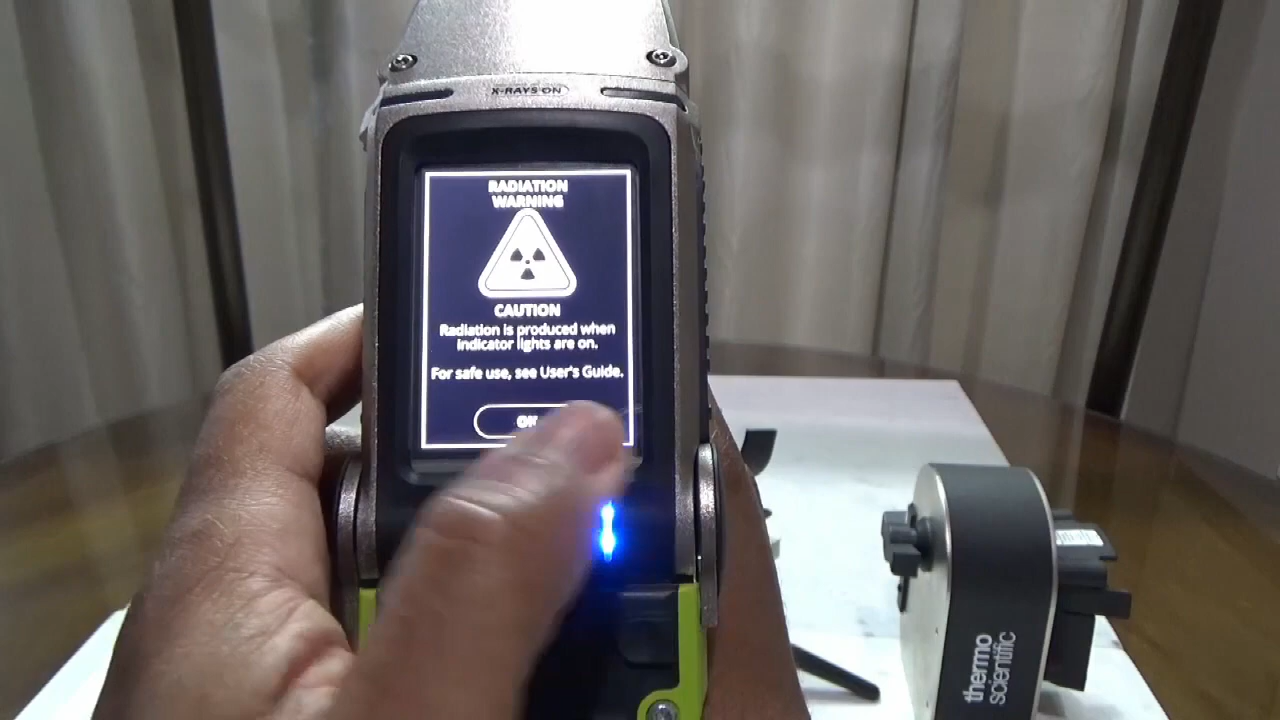 X-RAYS ON
RADIATION
WARNING
CAUTION
Radiation is produced when
indicator lights are on.
For safe use, see User's Guide.
thermo
scientific